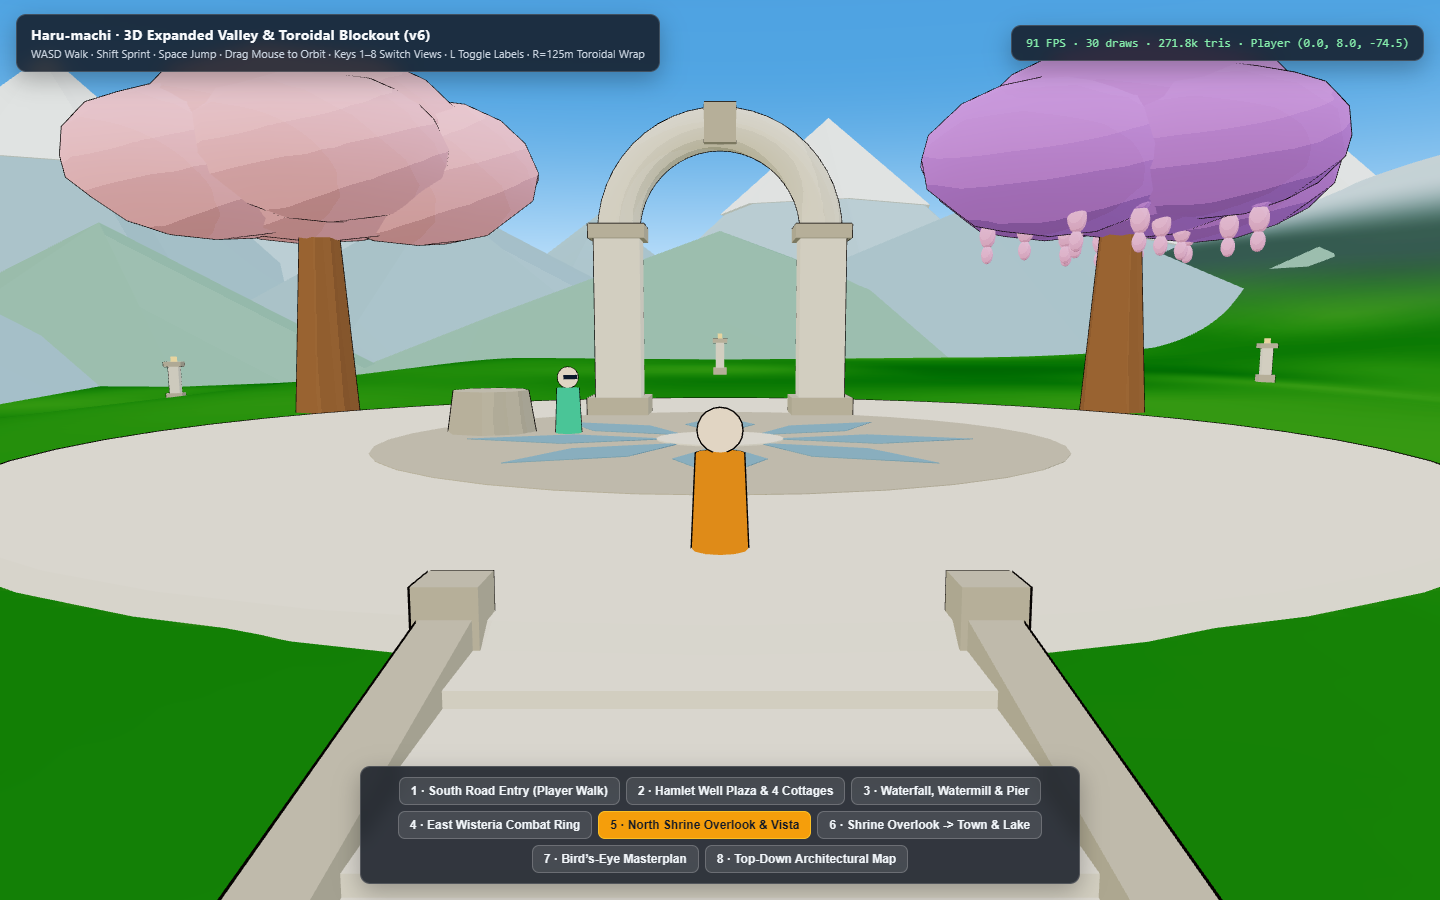 Haru-machi · 3D Expanded Valley & Toroidal Blockout (v6)
WASD Walk · Shift Sprint · Space Jump · Drag Mouse to Orbit · Keys 1–8 Switch Views · L Toggle Labels · R=125m Toroidal Wrap
91 FPS · 30 draws · 271.8k tris · Player (0.0, 8.0, -74.5)
1 · South Road Entry (Player Walk)
2 · Hamlet Well Plaza & 4 Cottages
3 · Waterfall, Watermill & Pier
4 · East Wisteria Combat Ring
5 · North Shrine Overlook & Vista
6 · Shrine Overlook -> Town & Lake
7 · Bird's-Eye Masterplan
8 · Top-Down Architectural Map